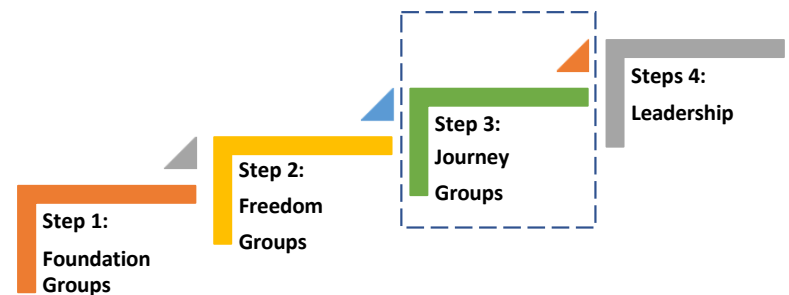 Step 1:
Foundation
Groups
Step 2:
Freedom
Groups
Step 3:
Journey
Groups
Steps 4:
Leadership